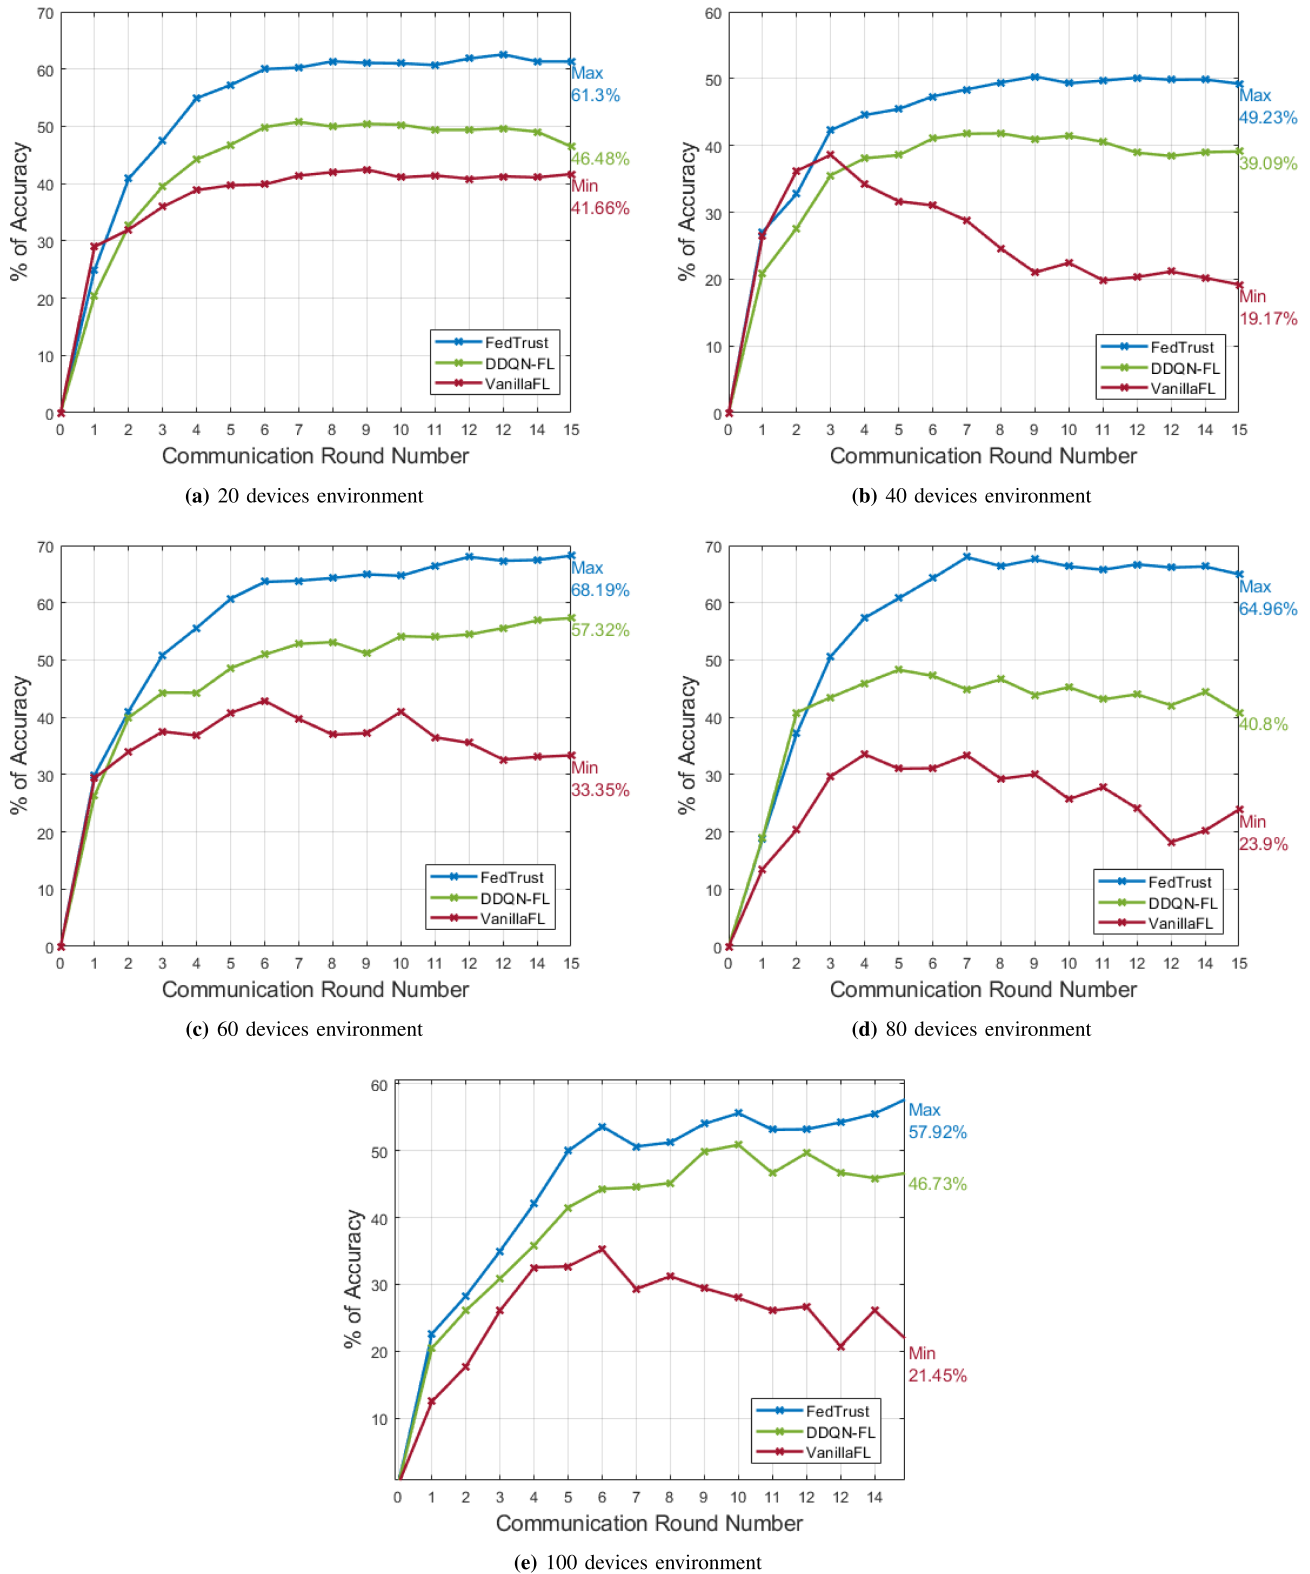 70
60
50
40
30
20
10
0
% of Accuracy
0 1 2 3 4 5 6 7 8 9 10 11 12 12 14 15
Communication Round Number
Max
61.3%
46.48%
Min
41.66%
FedTrust
DDQN-FL
VanillaFL
(a) 20 devices environment
60
50
40
30
20
10
0
% of Accuracy
0 1 2 3 4 5 6 7 8 9 10 11 12 12 14 15
Communication Round Number
Max
49.23%
39.09%
Min
19.17%
FedTrust
DDQN-FL
VanillaFL
(b) 40 devices environment
70
60
50
40
30
20
10
0
% of Accuracy
0 1 2 3 4 5 6 7 8 9 10 11 12 12 14 15
Communication Round Number
Max
68.19%
57.32%
Min
33.35%
FedTrust
DDQN-FL
VanillaFL
(c) 60 devices environment
70
60
50
40
30
20
10
0
% of Accuracy
0 1 2 3 4 5 6 7 8 9 10 11 12 12 14 15
Communication Round Number
Max
64.96%
40.8%
Min
23.9%
FedTrust
DDQN-FL
VanillaFL
(d) 80 devices environment
60
50
40
30
20
10
% of Accuracy
0 1 2 3 4 5 6 7 8 9 10 11 12 12 14
Communication Round Number
Max
57.92%
46.73%
Min
21.45%
FedTrust
DDQN-FL
VanillaFL
(e) 100 devices environment